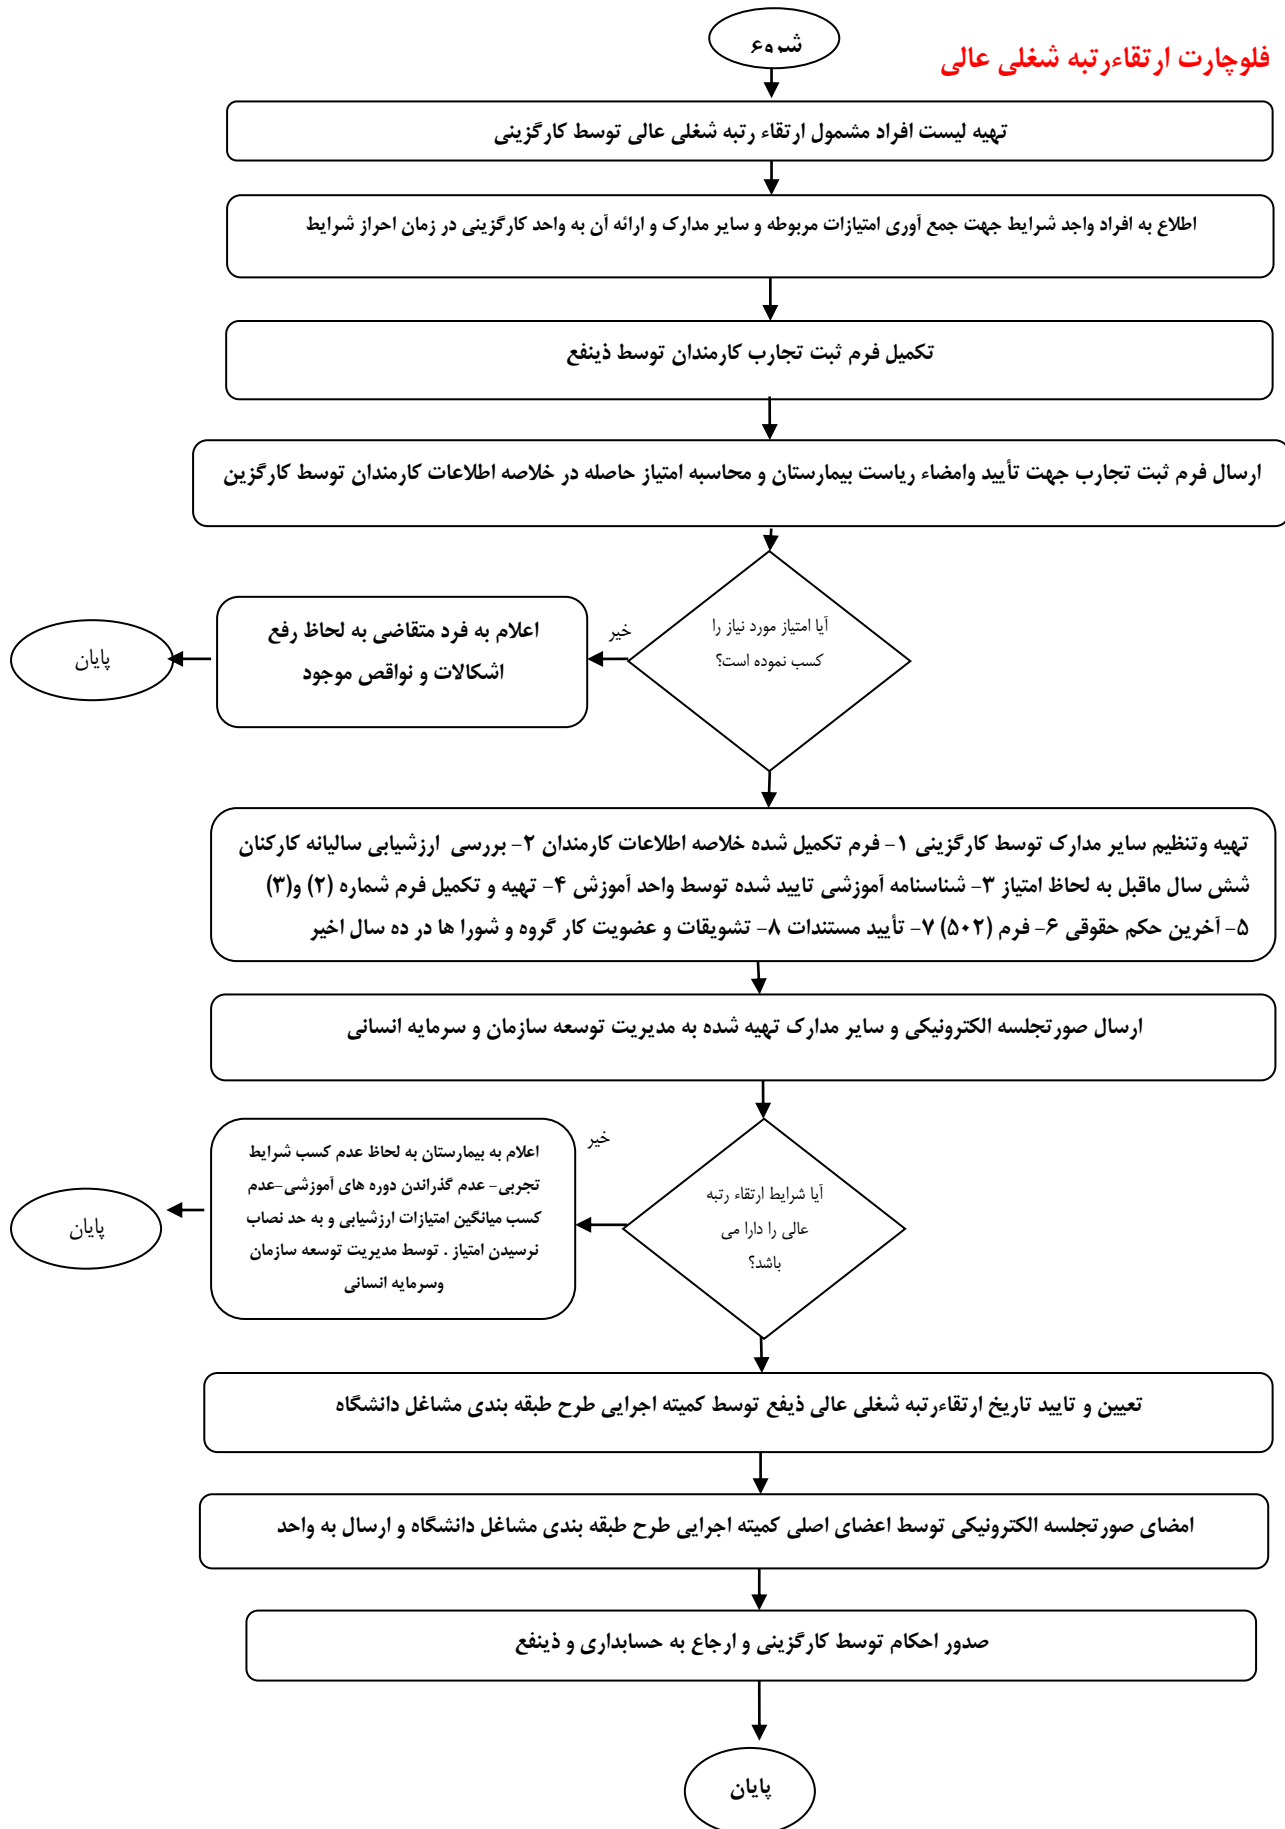 شروع
فلوچارت ارتقاءرتبه شغلی عالی
تهیه لیست افراد مشمول ارتقاء رتبه شغلی عالی توسط کارگزینی
اطلاع به افراد واجد شرایط جهت جمع آوری امتیازات مربوطه و سایر مدارک و ارائه آن به واحد کارگزینی در زمان احراز شرایط
تکمیل فرم ثبت تجارب کارمندان توسط ذینفع
ارسال فرم ثبت تجارب جهت تأیید وامضاء ریاست بیمارستان و محاسبه امتیاز حاصله در خلاصه اطلاعات کارمندان توسط کارگزین
آیا امتیاز مورد نیاز را
کسب نموده است؟
خیر
اعلام به فرد متقاضی به لحاظ رفع
اشکالات و نواقص موجود
پایان
تهیه وتنظیم سایر مدارک توسط کارگزینی ۱- فرم تکمیل شده خلاصه اطلاعات کارمندان ۲- بررسی ارزشیابی سالیانه کارکنان
شش سال ماقبل به لحاظ امتیاز ۳- شناسنامه آموزشی تایید شده توسط واحد آموزش ۴- تهیه و تکمیل فرم شماره (۲) و(۳)
۵- آخرین حکم حقوقی ۶- فرم (۵۰۲) ۷- تأیید مستندات ۸- تشویقات و عضویت کار گروه و شورا ها در ده سال اخیر
ارسال صورتجلسه الکترونیکی و سایر مدارک تهیه شده به مدیریت توسعه سازمان و سرمایه انسانی
آیا شرایط ارتقاء رتبه
عالی را دارا می
باشد؟
خیر
اعلام به بیمارستان به لحاظ عدم کسب شرایط
تجربی- عدم گذراندن دوره های آموزشی-عدم
کسب میانگین امتیازات ارزشیابی و به حد نصاب
نرسیدن امتیاز . توسط مدیریت توسعه سازمان
وسرمایه انسانی
پایان
تعیین و تایید تاریخ ارتقاءرتبه شغلی عالی ذیفع توسط کمیته اجرایی طرح طبقه بندی مشاغل دانشگاه
امضای صورتجلسه الکترونیکی توسط اعضای اصلی کمیته اجرایی طرح طبقه بندی مشاغل دانشگاه و ارسال به واحد
صدور احکام توسط کارگزینی و ارجاع به حسابداری و ذینفع
پایان